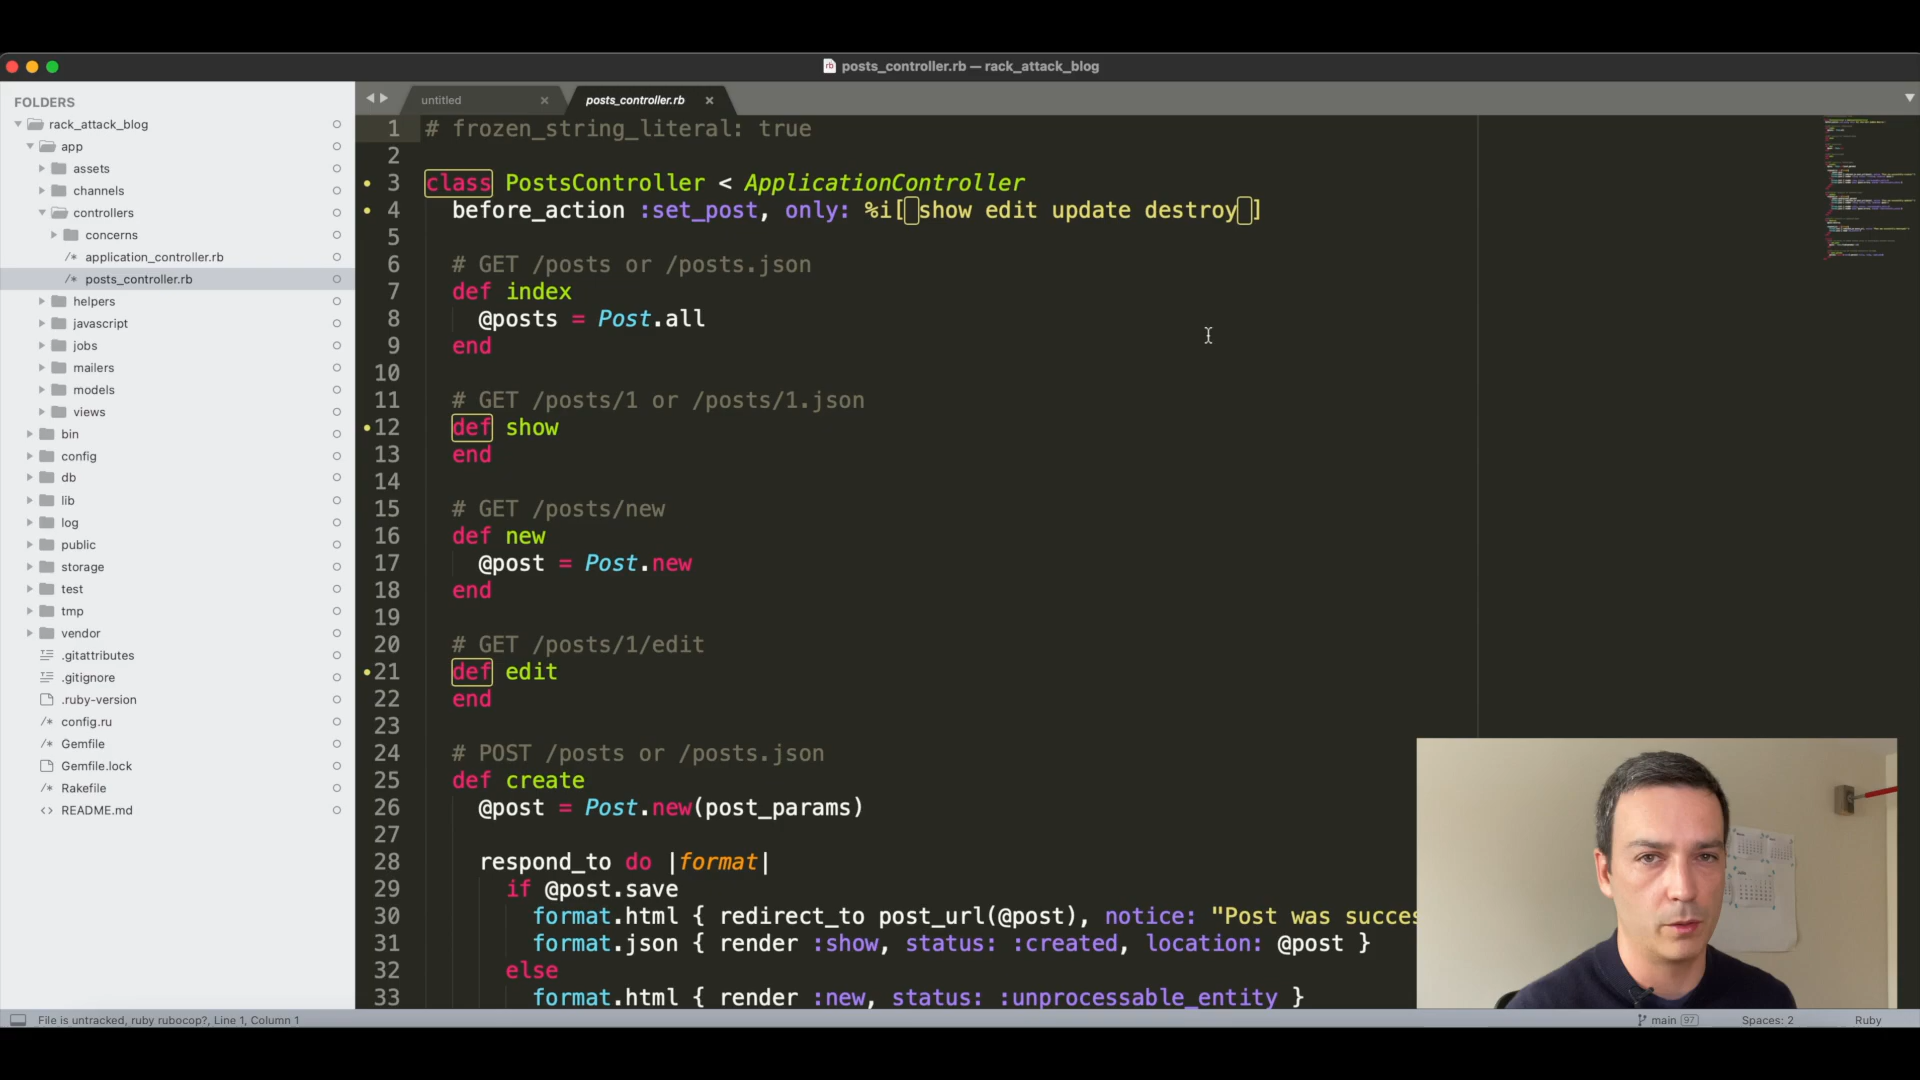 posts_controller.rb — rack_attack_blog
FOLDERS
rack_attack_blog
app
assets
channels
controllers
concerns
/* application_controller.rb
/* posts_controller.rb
helpers
javascript
jobs
mailers
models
views
bin
config
db
lib
log
public
storage
test
tmp
vendor
.gitattributes
.gitignore
.ruby-version
/* config.ru
/* Gemfile
Gemfile.lock
/* Rakefile
<> README.md
untitled
posts_controller.rb
1 # frozen_string_literal: true
2
3 class PostsController < ApplicationController
4 before_action :set_post, only: %i[ show edit update destroy ]
5
6 # GET /posts or /posts.json
7 def index
8 @posts = Post.all
9 end
10
11 # GET /posts/1 or /posts/1.json
12 def show
13 end
14
15 # GET /posts/new
16 def new
17 @post = Post.new
18 end
19
20 # GET /posts/1/edit
21 def edit
22 end
23
24 # POST /posts or /posts.json
25 def create
26 @post = Post.new(post_params)
27
28 respond_to do |format|
29 if @post.save
30 format.html { redirect_to post_url(@post), notice: "Post was succes
31 format.json { render :show, status: :created, location: @post }
32 else
33 format.html { render :new, status: :unprocessable_entity }
File is untracked, ruby rubocop?, Line 1, Column 1
main 97
Spaces: 2
Ruby